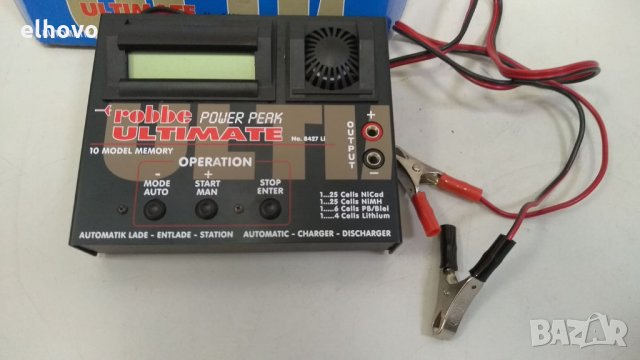 elhovo
ULTIMATE
robbe POWER PEAK
ULTIMATE No. 8427 Li
ULTI
10 MODEL MEMORY
OPERATION
- + STOP
MODE START ENTER
AUTO MAN
+
OUTPUT
-
1...25 Cells NiCad
1...25 Cells NiMH
1.....6 Cells PB/Blei
1.....4 Cells Lithium
AUTOMATIK LADE - ENTLADE - STATION AUTOMATIC - CHARGER - DISCHARGER
BAZAR